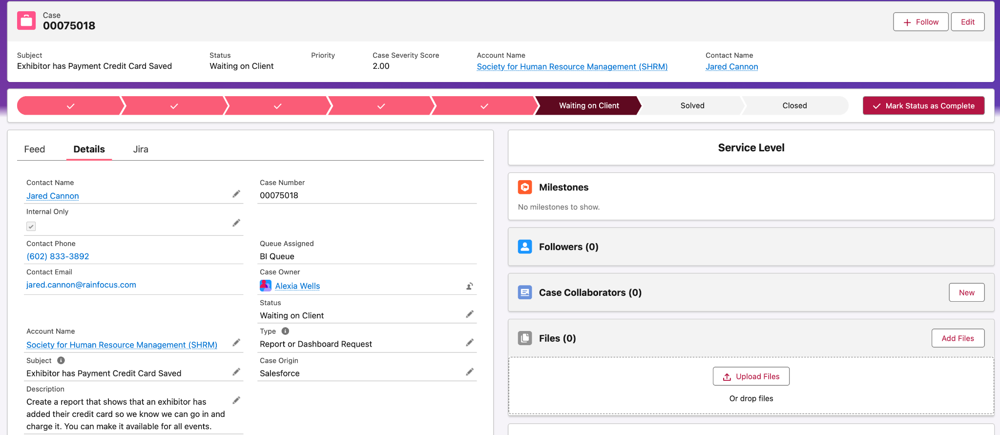 Case
00075018
Follow
Edit
Subject
Exhibitor has Payment Credit Card Saved
Status
Waiting on Client
Priority
Case Severity Score
2.00
Account Name
Society for Human Resource Management (SHRM)
Contact Name
Jared Cannon
Waiting on Client
Solved
Closed
Mark Status as Complete
Feed
Details
Jira
Contact Name
Jared Cannon
Case Number
00075018
Internal Only
Contact Phone
(602) 833-3892
Queue Assigned
BI Queue
Contact Email
jared.cannon@rainfocus.com
Case Owner
Alexia Wells
Status
Waiting on Client
Account Name
Society for Human Resource Management (SHRM)
Type
Report or Dashboard Request
Subject
Exhibitor has Payment Credit Card Saved
Case Origin
Salesforce
Description
Create a report that shows that an exhibitor has
added their credit card so we know we can go in and
charge it. You can make it available for all events.
Service Level
Milestones
No milestones to show.
Followers (0)
Case Collaborators (0)
New
Files (0)
Add Files
Upload Files
Or drop files